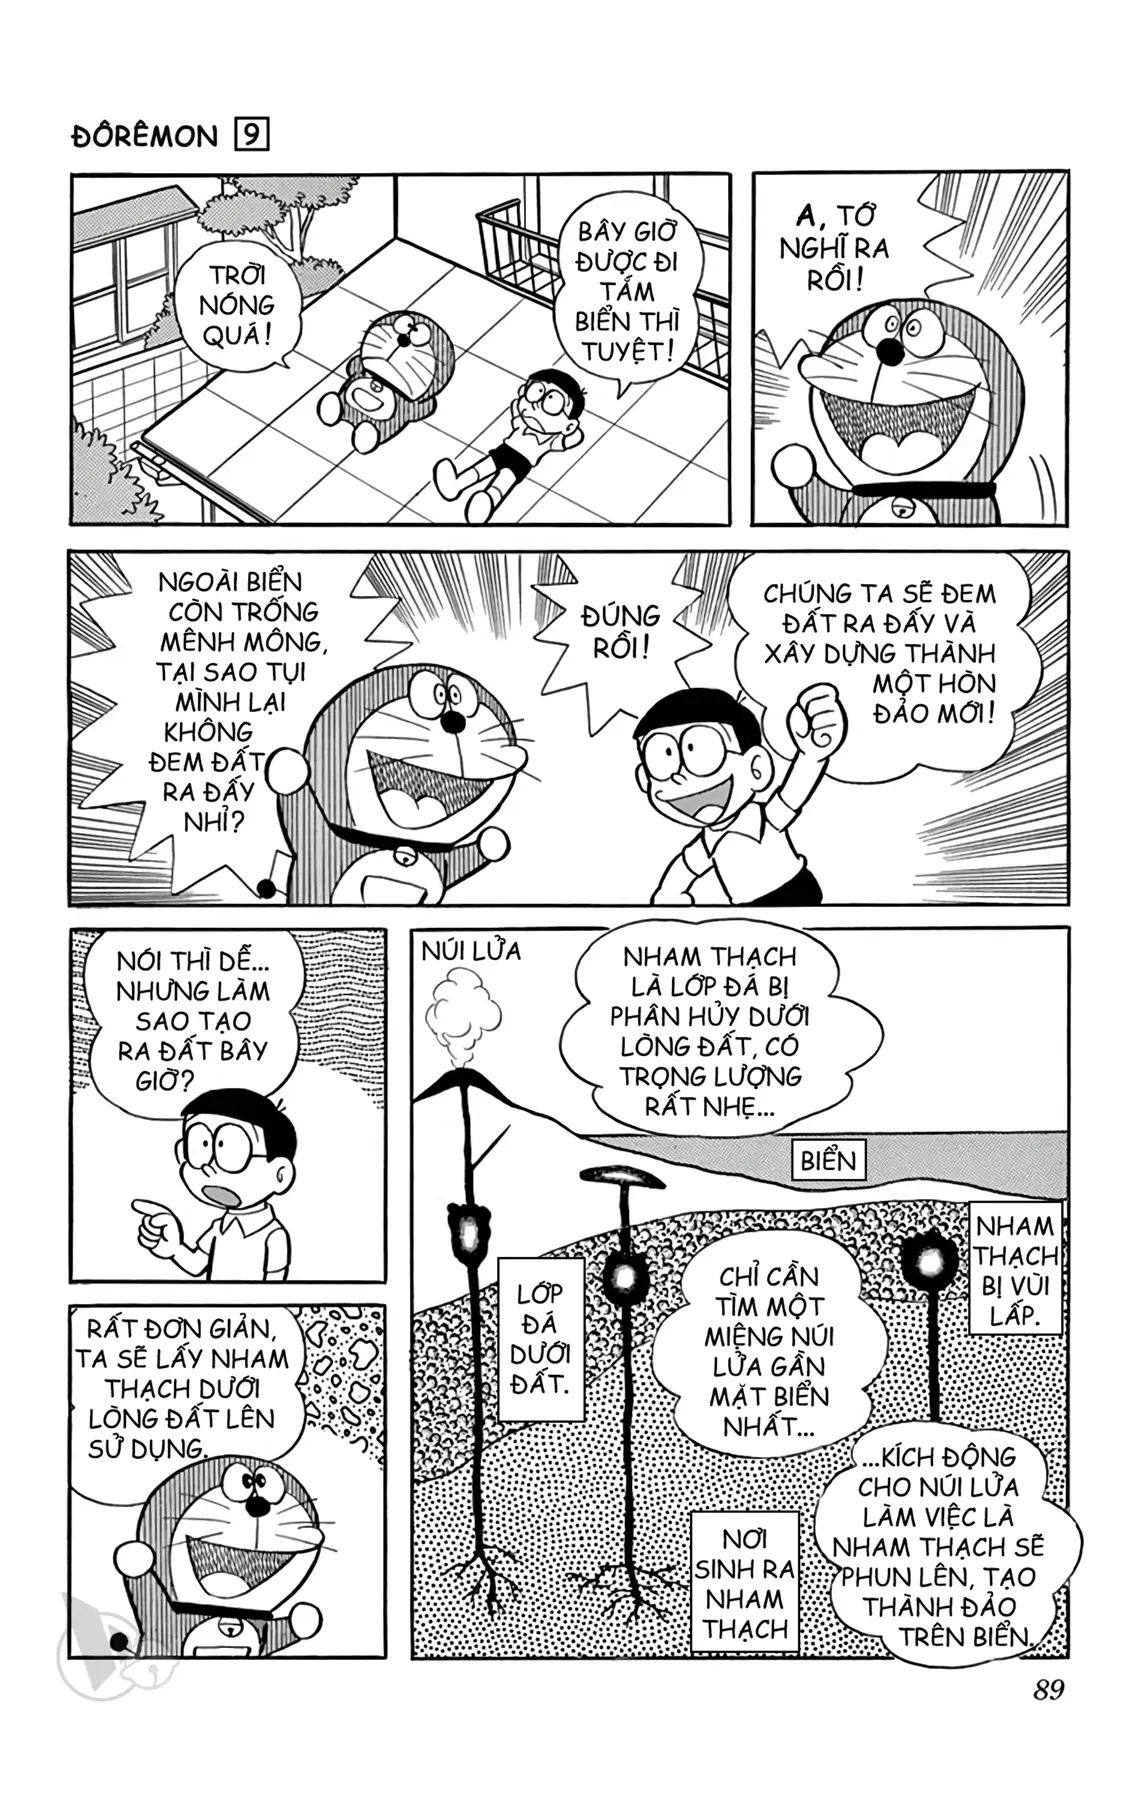 ĐÔRÊMON 9
TRỜI
NÓNG
QUÁ!
BÂY GIỜ
ĐƯỢC ĐI
TẮM
BIỂN THÌ
TUYỆT!
A, TỚ
NGHĨ RA
RỒI!
NGOÀI BIỂN
CÒN TRỐNG
MÊNH MÔNG,
TẠI SAO TỤI
MÌNH LẠI
KHÔNG
ĐEM ĐẤT
RA ĐẤY
NHỈ?
ĐÚNG
RỒI!
CHÚNG TA SẼ ĐEM
ĐẤT RA ĐẤY VÀ
XÂY DỰNG THÀNH
MỘT HÒN
ĐẢO MỚI!
NÓI THÌ DỄ...
NHƯNG LÀM
SAO TẠO
RA ĐẤT BÂY
GIỜ?
RẤT ĐƠN GIẢN,
TA SẼ LẤY NHAM
THẠCH DƯỚI
LÒNG ĐẤT LÊN
SỬ DỤNG.
NÚI LỬA
NHAM THẠCH
LÀ LỚP ĐÁ BỊ
PHÂN HỦY DƯỚI
LÒNG ĐẤT, CÓ
TRỌNG LƯỢNG
RẤT NHẸ...
BIỂN
NHAM
THẠCH
BỊ VÙI
LẤP.
LỚP
ĐÁ
DƯỚI
ĐẤT.
CHỈ CẦN
TÌM MỘT
MIỆNG NÚI
LỬA GẦN
MẶT BIỂN
NHẤT...
...KÍCH ĐỘNG
CHO NÚI LỬA
LÀM VIỆC LÀ
NHAM THẠCH SẼ
PHUN LÊN, TẠO
THÀNH ĐẢO
TRÊN BIỂN.
NƠI
SINH RA
NHAM
THẠCH
89